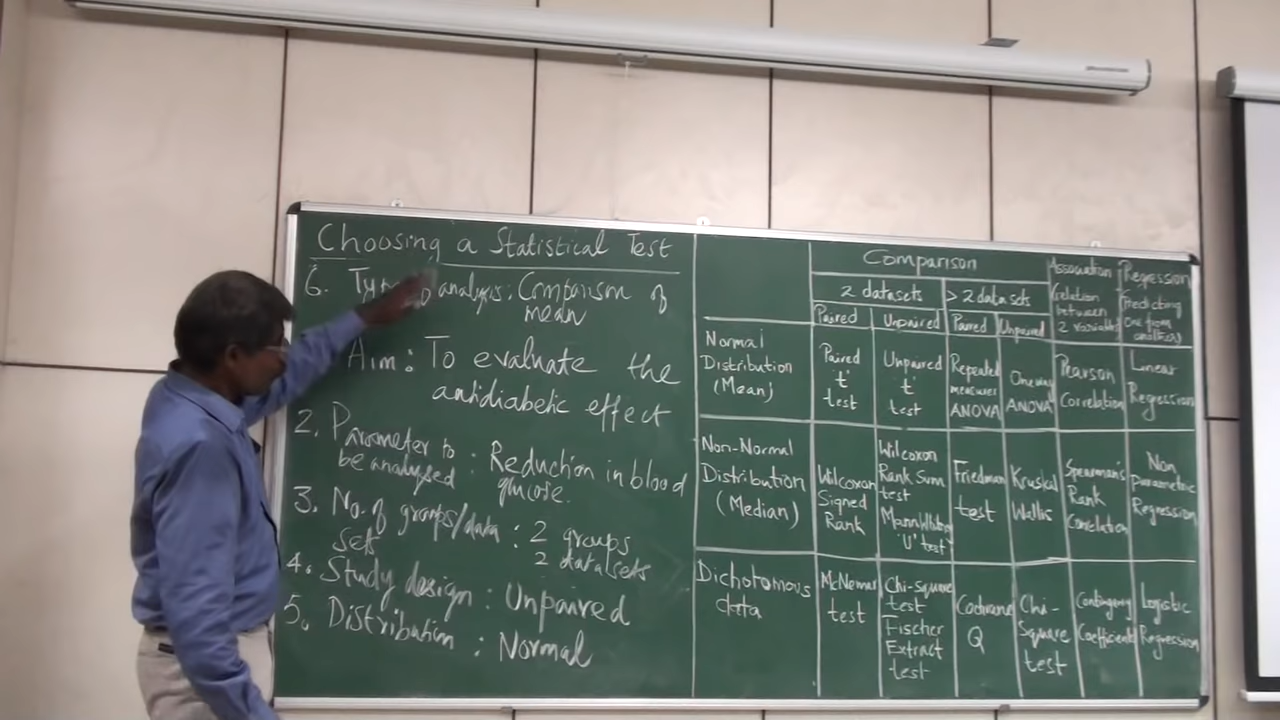 Choosing a Statistical Test
6. analysis: Comparison of
mean
Aim: To evaluate the
antidiabetic effect
2. Parameter to
be analysed : Reduction in blood
glucose.
3. No. of groups/data : 2 groups
set 2 datasets
4. Study design : Unpaired
5. Distribution : Normal
Comparison
2 datasets > 2 datasets
Paired Unpaired Paired Unpaired
Association
relation
between
2 variables
Regression
Predicting
one from
Normal
Distribution
(Mean)
Paired
't'
test
Unpaired
't'
test
Repeated
measures
ANOVA
One way
ANOVA
Pearson
Correlation
Linear
Regression
Non-Normal
Distribution
(Median)
Wilcoxon
Signed
Rank
Wilcoxon
Rank Sum
test
Mann Whitney
'U' test
Friedman
test
Kruskal
Wallis
Spearman's
Rank
Correlation
Non
parametric
Regression
Dichotomous
data
McNemar
test
Chi-Square
test
Fischer
Extract
test
Cochrane
Q
Chi-
Square
test
Contingency
Coefficient
Logistic
Regression